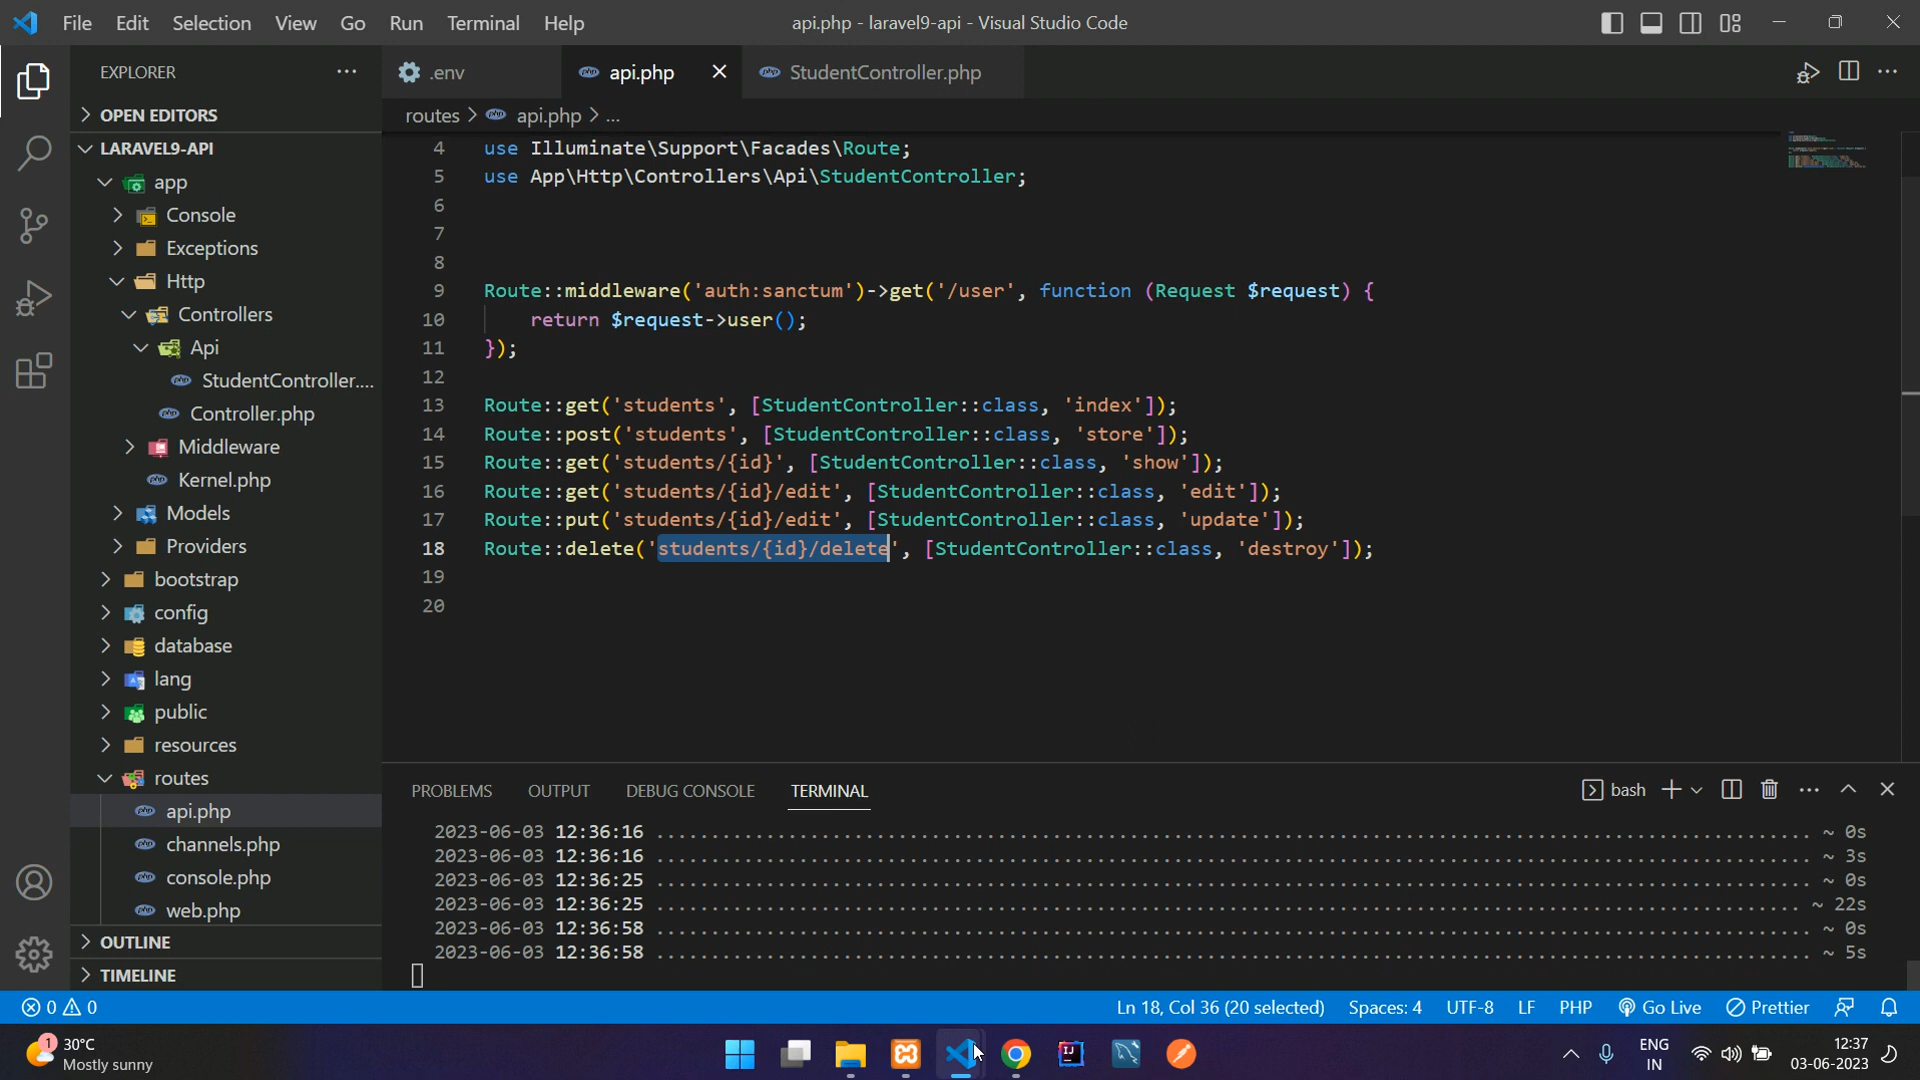 File Edit Selection View Go Run Terminal Help
api.php - laravel9-api - Visual Studio Code
EXPLORER
.env
api.php
StudentController.php
OPEN EDITORS
routes > api.php > ...
LARAVEL9-API
app
Console
Exceptions
Http
Controllers
Api
StudentController....
Controller.php
Middleware
Kernel.php
Models
Providers
bootstrap
config
database
lang
public
resources
routes
api.php
channels.php
console.php
web.php
OUTLINE
TIMELINE
4 use Illuminate\Support\Facades\Route;
5 use App\Http\Controllers\Api\StudentController;
6
7
8
9 Route::middleware('auth:sanctum')->get('/user', function (Request $request) {
10 return $request->user();
11 });
12
13 Route::get('students', [StudentController::class, 'index']);
14 Route::post('students', [StudentController::class, 'store']);
15 Route::get('students/{id}', [StudentController::class, 'show']);
16 Route::get('students/{id}/edit', [StudentController::class, 'edit']);
17 Route::put('students/{id}/edit', [StudentController::class, 'update']);
18 Route::delete('students/{id}/delete', [StudentController::class, 'destroy']);
19
20
PROBLEMS OUTPUT DEBUG CONSOLE TERMINAL
bash
2023-06-03 12:36:16 ........ ~ 0s
2023-06-03 12:36:16 ........ ~ 3s
2023-06-03 12:36:25 ........ ~ 0s
2023-06-03 12:36:25 ........ ~ 22s
2023-06-03 12:36:58 ........ ~ 0s
2023-06-03 12:36:58 ........ ~ 5s
0 0
Ln 18, Col 36 (20 selected) Spaces: 4 UTF-8 LF PHP Go Live Prettier
1
30°C
Mostly sunny
IJ
ENG
IN
12:37
03-06-2023